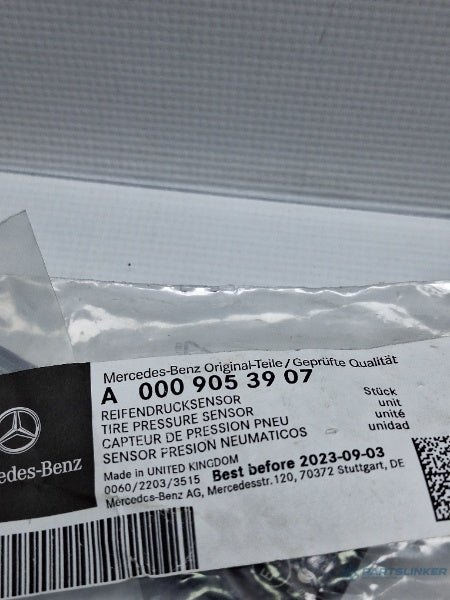 Mercedes-Benz Original-Teile/Geprüfte Qualität
A 000 905 3907
REIFENDRUCKSENSOR Stück
TIRE PRESSURE SENSOR unit
CAPTEUR DE PRESSION PNEU unité
SENSOR PRESION NEUMATICOS unidad
Made in UNITED KINGDOM
0060/2203/3515 Best before 2023-09-03
Mercedes-Benz AG, Mercedesstr.120, 70372 Stuttgart, DE
edes-Benz
PARTSLINKER